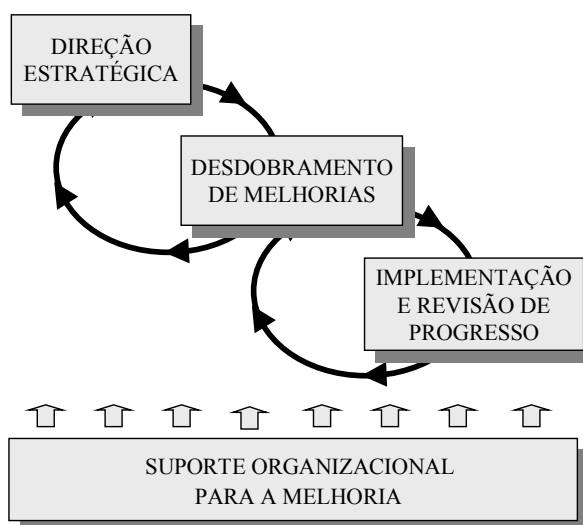 DIREÇÃO
ESTRATÉGICA
DESDOBRAMENTO
DE MELHORIAS
IMPLEMENTAÇÃO
E REVISÃO DE
PROGRESSO
SUPORTE ORGANIZACIONAL
PARA A MELHORIA